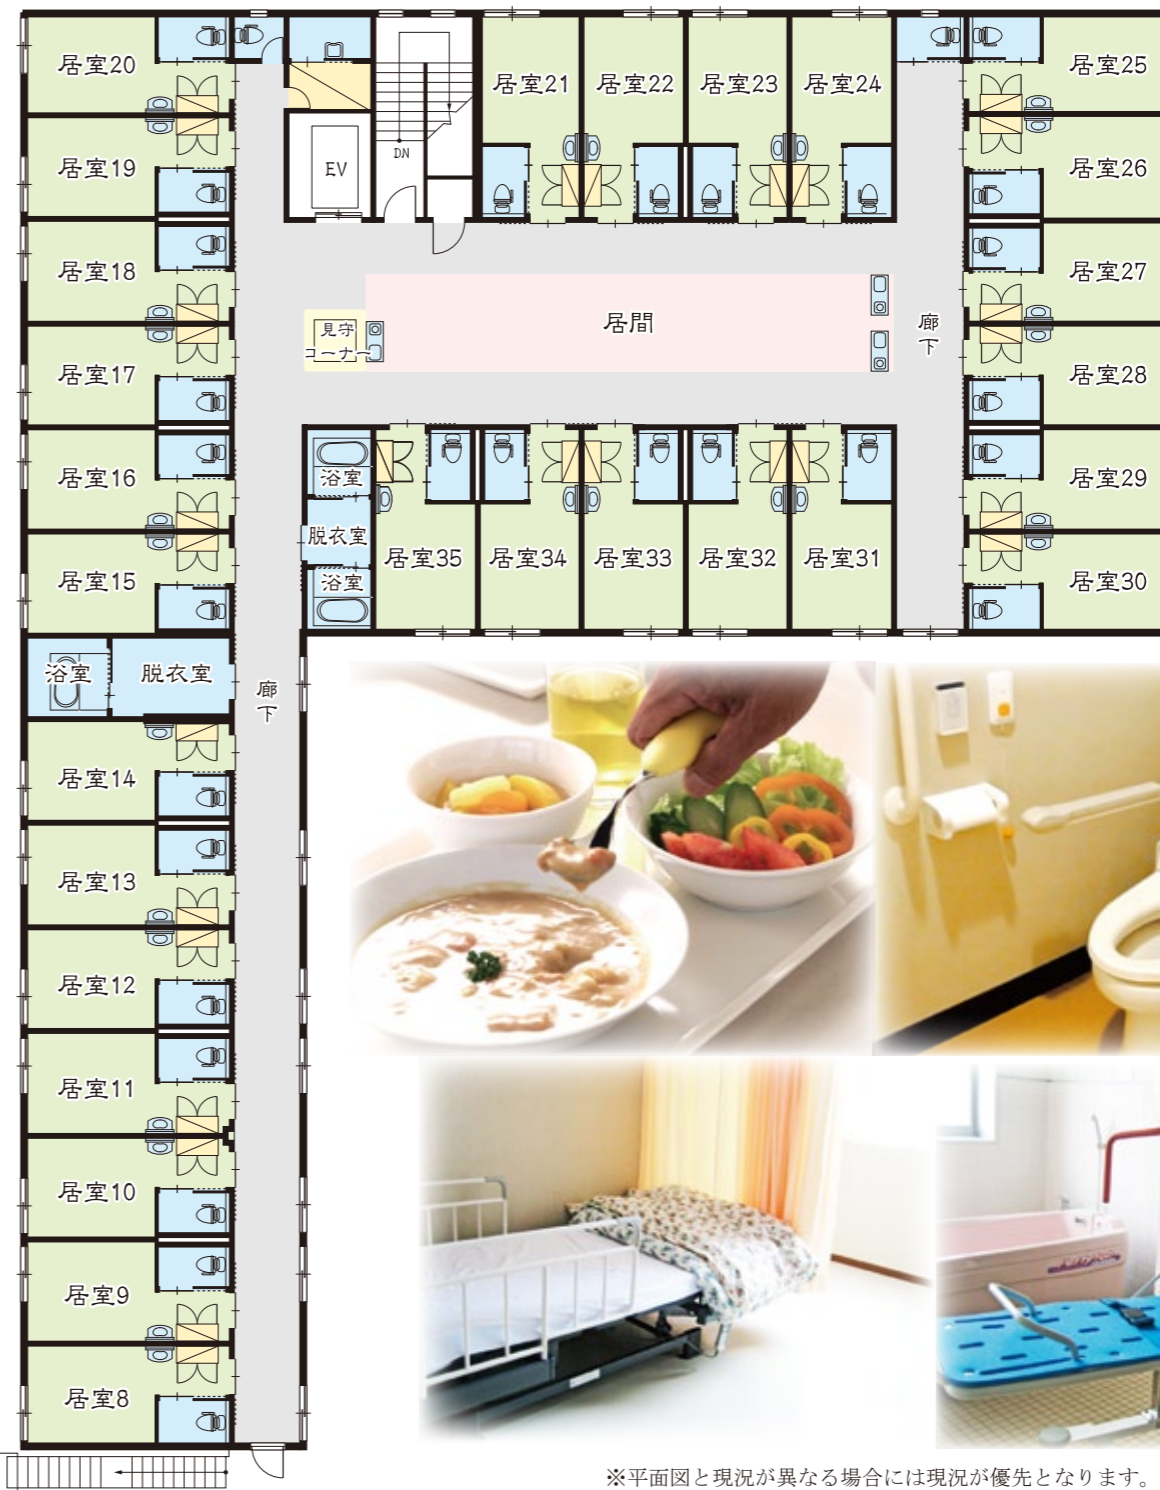 居室20
居室19
居室18
居室17
居室16
居室15
浴室
脱衣室
居室14
居室13
居室12
居室11
居室10
居室9
居室8
EV
DN
居室21
居室22
居室23
居室24
居室25
居室26
居室27
居室28
居室29
居室30
見守
コーナー
居間
廊下
浴室
脱衣室
浴室
居室35
居室34
居室33
居室32
居室31
廊下
※平面図と現況が異なる場合には現況が優先となります。